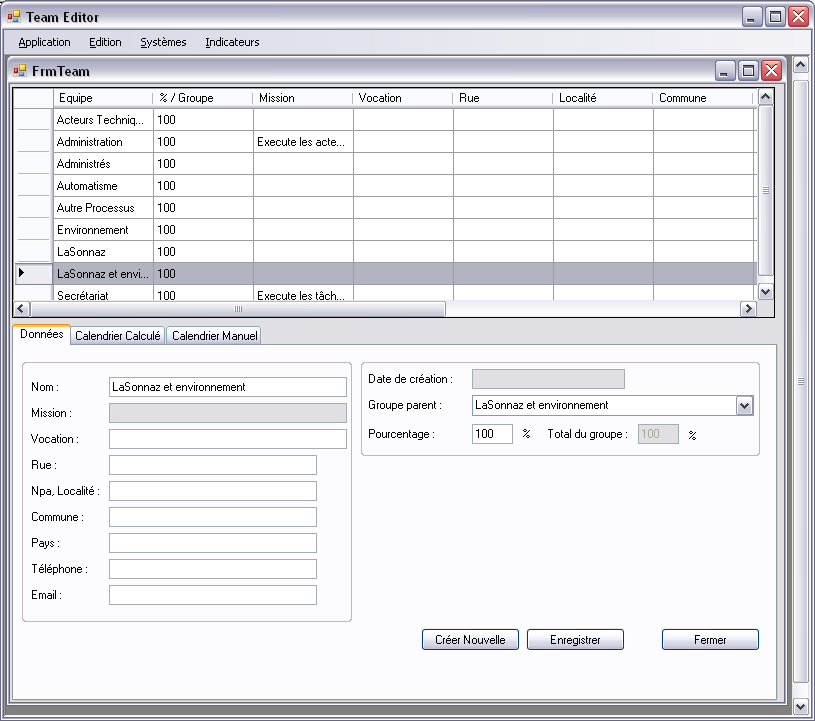 Team Editor
Application Edition Systèmes Indicateurs
FrmTeam
Equipe % / Groupe Mission Vocation Rue Localité Commune
Acteurs Techniq... 100
Administration 100 Execute les acte...
Administrés 100
Automatisme 100
Autre Processus 100
Environnement 100
LaSonnaz 100
LaSonnaz et envi... 100
Secrétariat 100 Execute les tâch...
Données Calendrier Calculé Calendrier Manuel
Nom : LaSonnaz et environnement
Mission :
Vocation :
Rue :
Npa, Localité :
Commune :
Pays :
Téléphone :
Email :
Date de création :
Groupe parent : LaSonnaz et environnement
Pourcentage : 100 % Total du groupe : 100 %
Créer Nouvelle Enregistrer Fermer